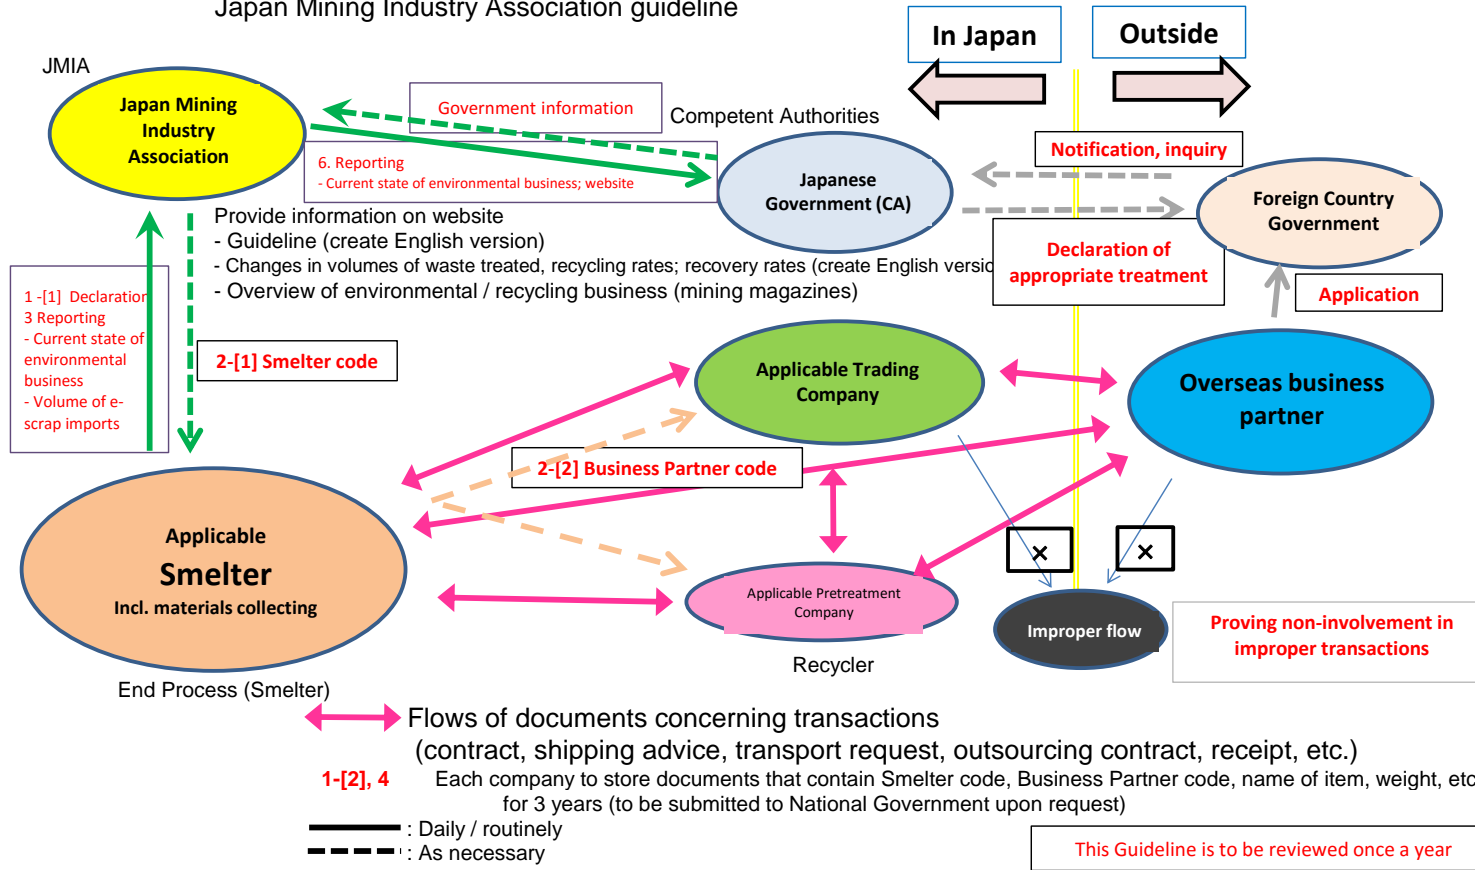 Japan Mining Industry Association guideline
In Japan
Outside
JMIA
Japan Mining
Industry
Association
Government information
Competent Authorities
6. Reporting
- Current state of environmental business; website
Notification, inquiry
Japanese
Government (CA)
Foreign Country
Government
Provide information on website
- Guideline (create English version)
- Changes in volumes of waste treated, recycling rates; recovery rates (create English versio
- Overview of environmental / recycling business (mining magazines)
Declaration of
appropriate treatment
Application
1 -[1] Declaration
3 Reporting
- Current state of
environmental
business
- Volume of e-
scrap imports
2-[1] Smelter code
Applicable Trading
Company
Overseas business
partner
2-[2] Business Partner code
Applicable
Smelter
Incl. materials collecting
×
×
Applicable Pretreatment
Company
Improper flow
Proving non-involvement in
improper transactions
Recycler
End Process (Smelter)
Flows of documents concerning transactions
(contract, shipping advice, transport request, outsourcing contract, receipt, etc.)
1-[2], 4 Each company to store documents that contain Smelter code, Business Partner code, name of item, weight, etc
for 3 years (to be submitted to National Government upon request)
: Daily / routinely
: As necessary
This Guideline is to be reviewed once a year